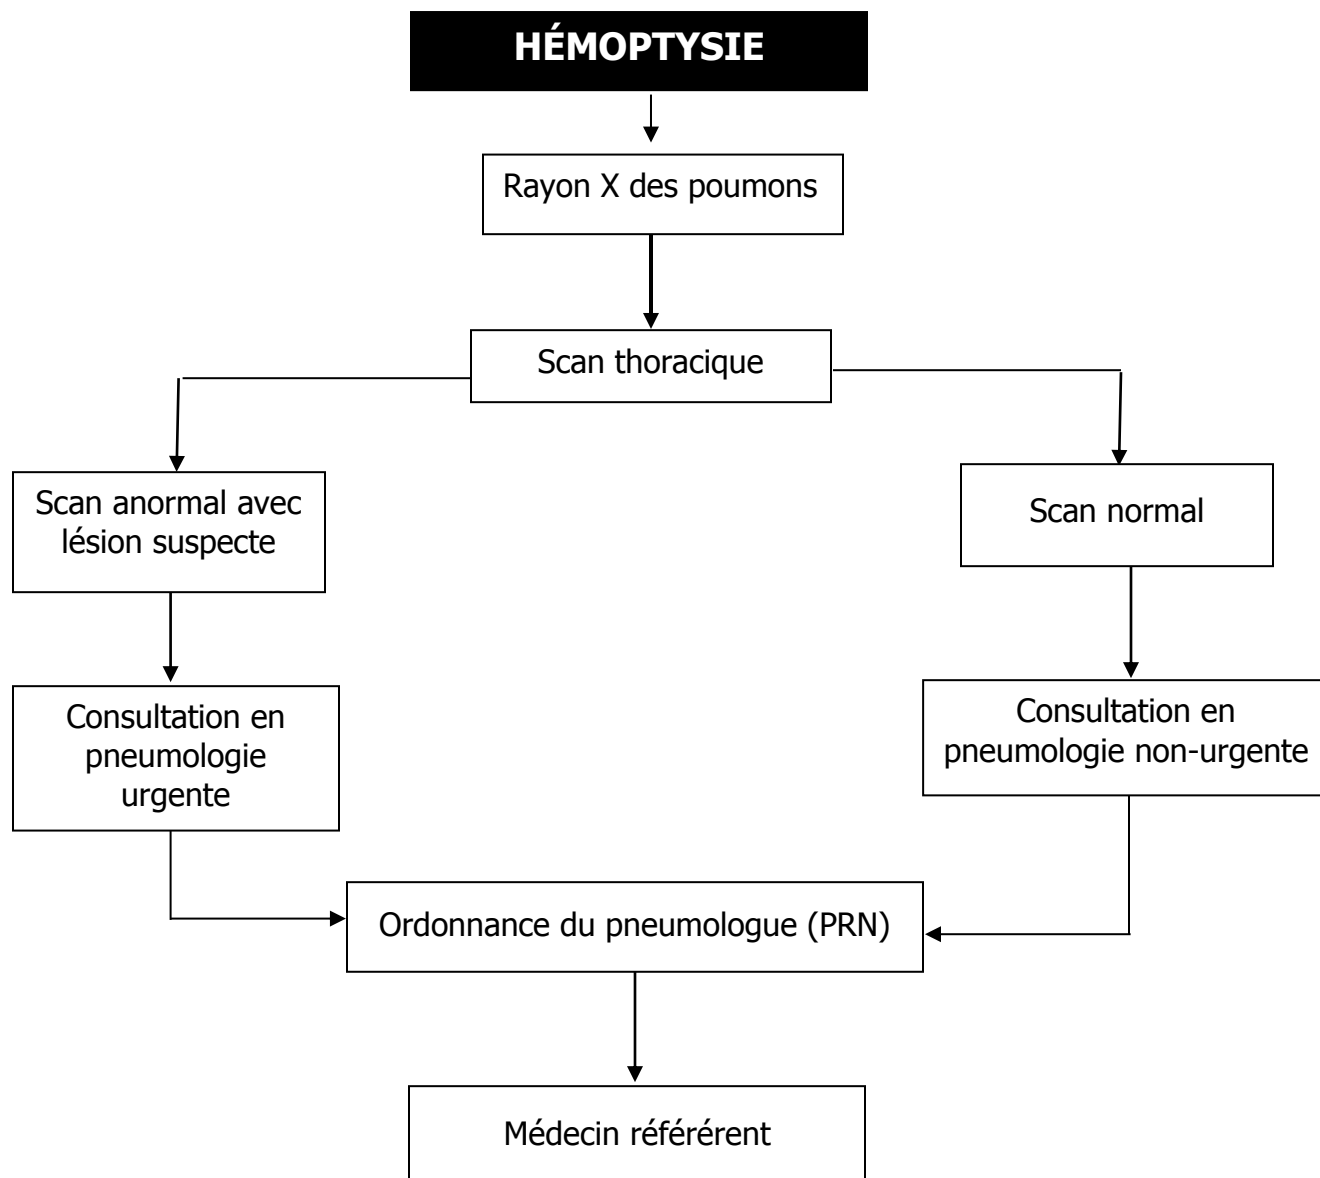 HÉMOPTYSIE
Rayon X des poumons
Scan thoracique
Scan anormal avec
lésion suspecte
Scan normal
Consultation en
pneumologie
urgente
Consultation en
pneumologie non-urgente
Ordonnance du pneumologue (PRN)
Médecin référérent